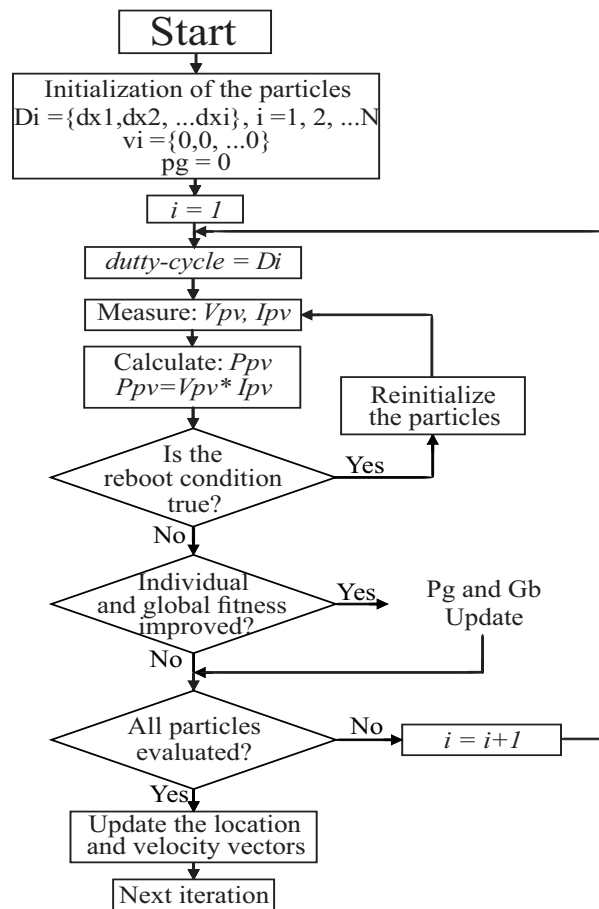 Start
Initialization of the particles
Di ={dx1,dx2, ...dxi}, i =1, 2, ...N
vi ={0,0, ...0}
pg = 0
i = 1
dutty-cycle = Di
Measure: Vpv, Ipv
Calculate: Ppv
Ppv=Vpv* Ipv
Reinitialize
the particles
Is the
reboot condition
true?
Yes
No
Individual
and global fitness
improved?
Yes
Pg and Gb
Update
No
All particles
evaluated?
No
i = i+1
Yes
Update the location
and velocity vectors
Next iteration